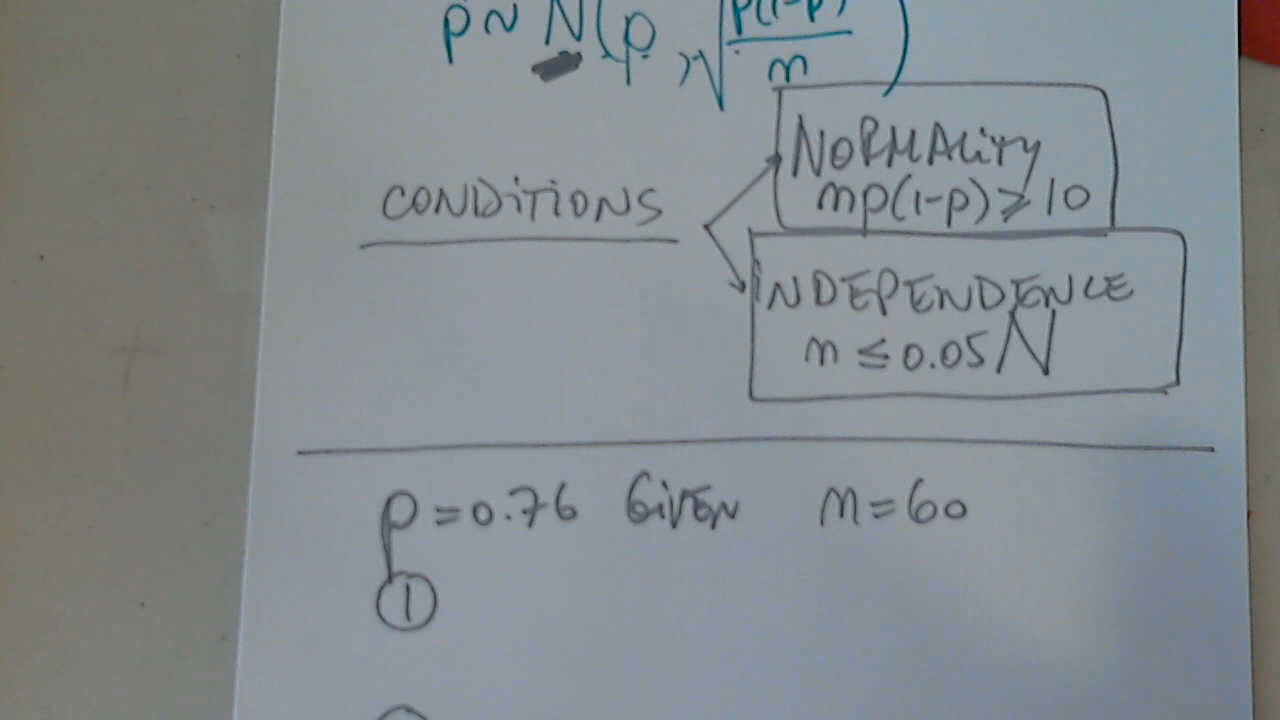 p~N(p, √p(1-p)/n)
NORMALITY
CONDITIONS
np(1-p)≥10
INDEPENDENCE
n≤0.05N
p=0.76 GIVEN n=60
1